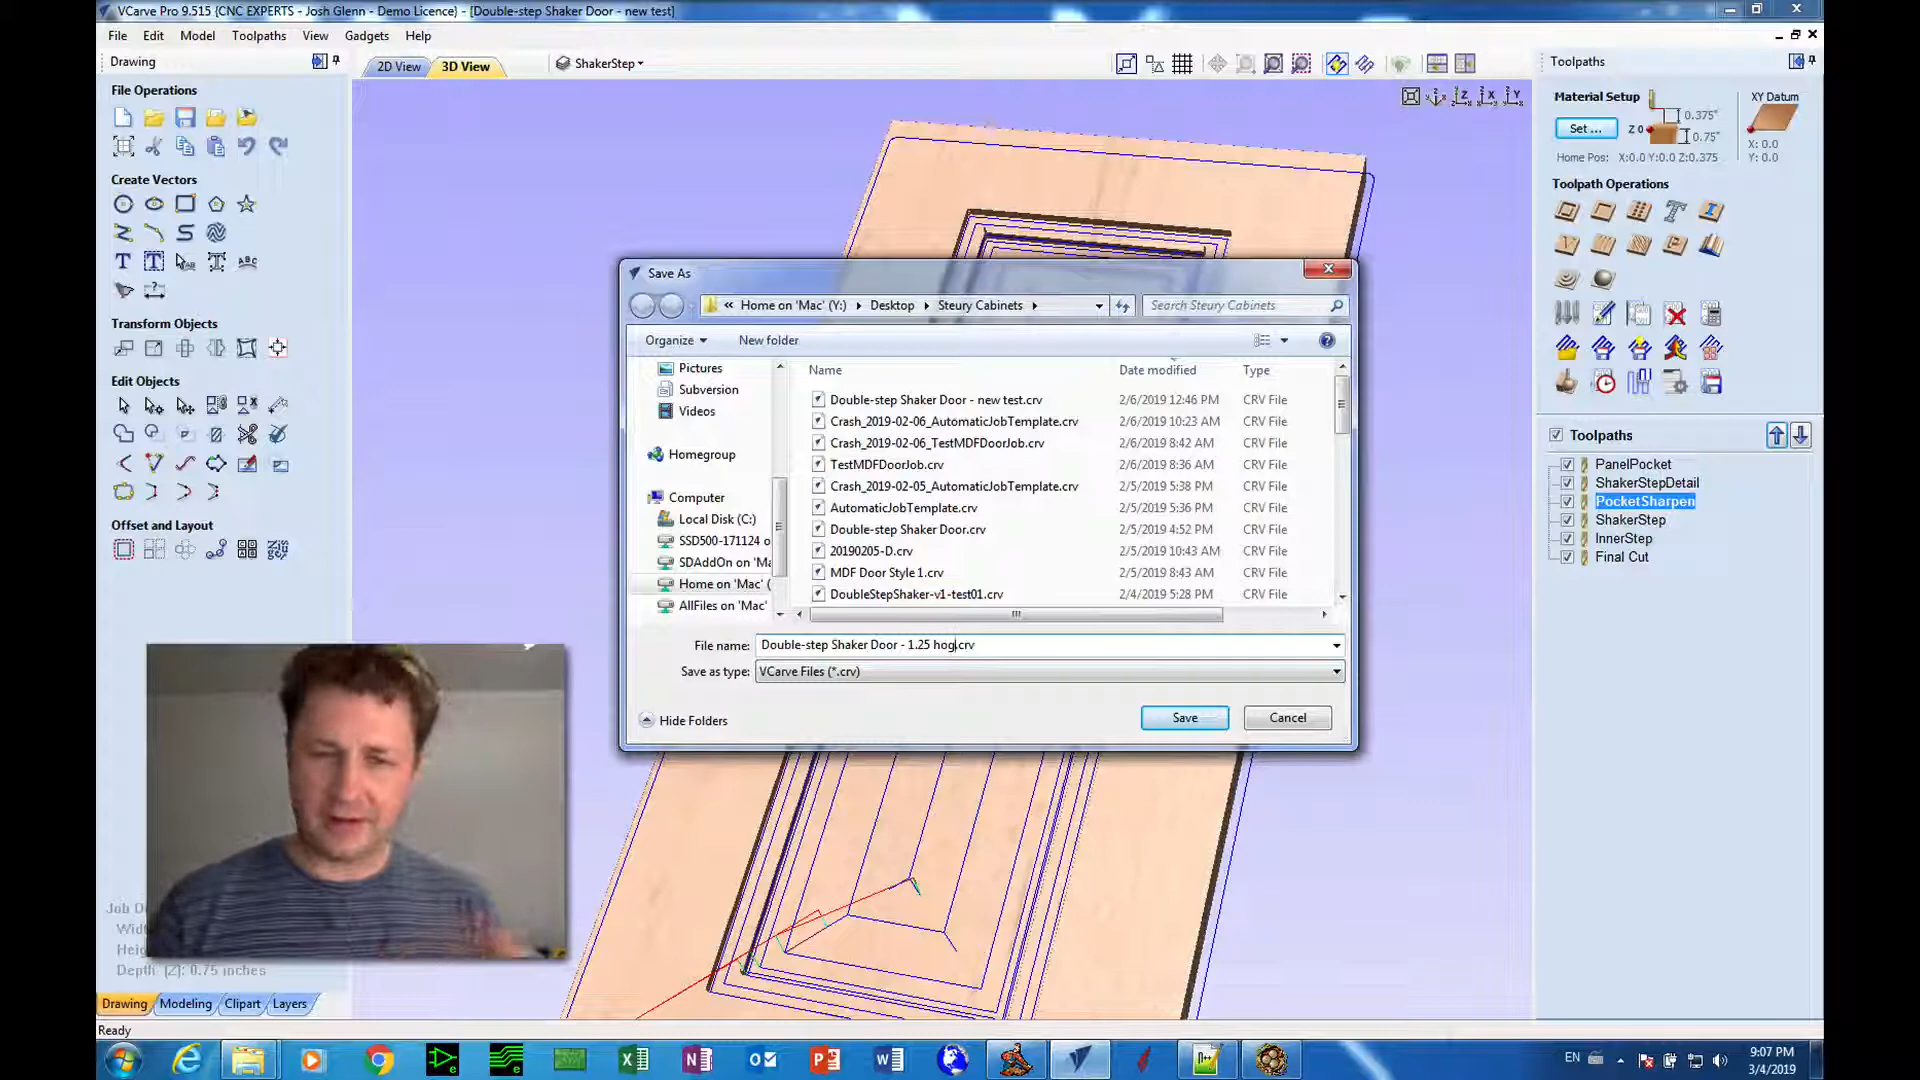 VCarve Pro 9.515 {CNC EXPERTS - Josh Glenn - Demo Licence} - [Double-step Shaker Door - new test]
File Edit Model Toolpaths View Gadgets Help
Drawing
2D View 3D View ShakerStep
Toolpaths
File Operations
Material Setup
XY Datum
0.375"
Set ... Z 0 0.75"
X: 0.0
Y: 0.0
Home Pos: X:0.0 Y:0.0 Z:0.375
Create Vectors
Toolpath Operations
Transform Objects
Edit Objects
Offset and Layout
Save As
« Home on 'Mac' (Y:) Desktop Steury Cabinets
Search Steury Cabinets
Organize New folder
Pictures
Subversion
Videos
Homegroup
Computer
Local Disk (C:)
SSD500-171124 o
SDAddOn on 'Ma
Home on 'Mac' (
AllFiles on 'Mac'
Name Date modified Type
Double-step Shaker Door - new test.crv 2/6/2019 12:46 PM CRV File
Crash_2019-02-06_AutomaticJobTemplate.crv 2/6/2019 10:23 AM CRV File
Crash_2019-02-06_TestMDFDoorJob.crv 2/6/2019 8:42 AM CRV File
TestMDFDoorJob.crv 2/6/2019 8:36 AM CRV File
Crash_2019-02-05_AutomaticJobTemplate.crv 2/5/2019 5:38 PM CRV File
AutomaticJobTemplate.crv 2/5/2019 5:36 PM CRV File
Double-step Shaker Door.crv 2/5/2019 4:52 PM CRV File
20190205-D.crv 2/5/2019 10:43 AM CRV File
MDF Door Style 1.crv 2/5/2019 8:43 AM CRV File
DoubleStepShaker-v1-test01.crv 2/4/2019 5:28 PM CRV File
File name: Double-step Shaker Door - 1.25 hog.crv
Save as type: VCarve Files (*.crv)
Hide Folders Save Cancel
Toolpaths
PanelPocket
ShakerStepDetail
PocketSharpen
ShakerStep
InnerStep
Final Cut
Job D
Widt
Heig
Depth (Z): 0.75 inches
Drawing Modeling Clipart Layers
Ready
EN
9:07 PM
3/4/2019